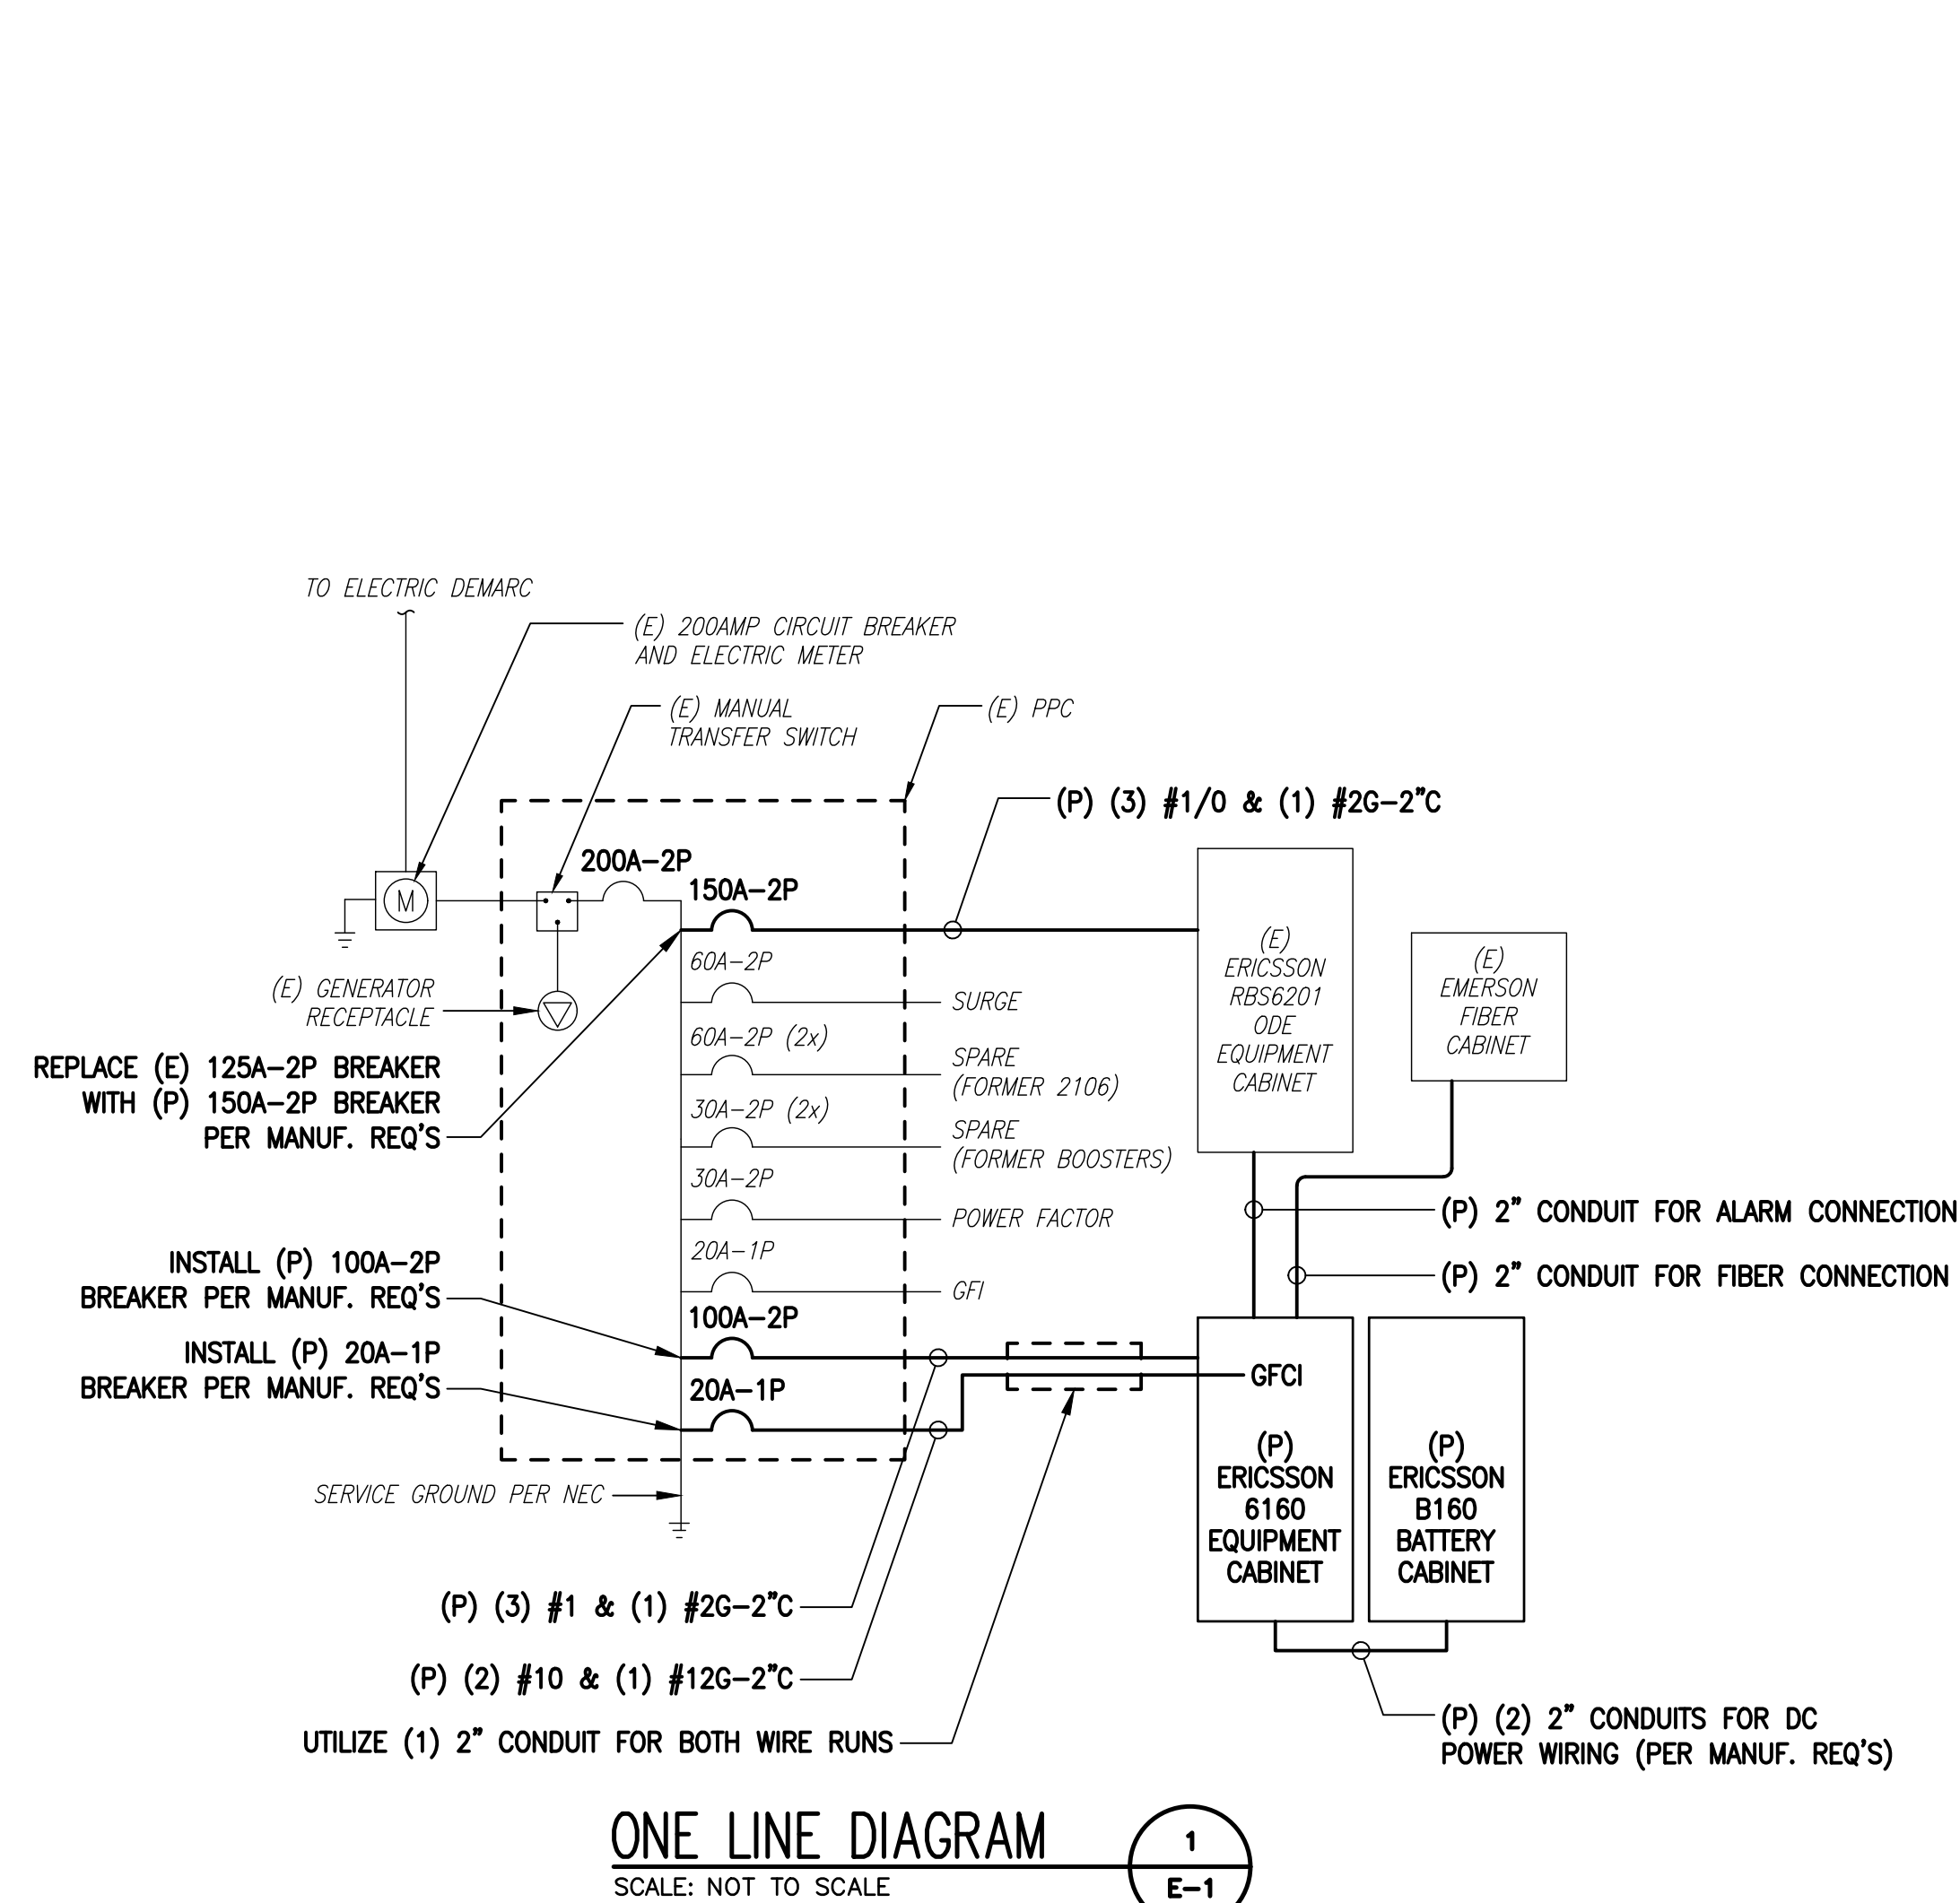 TO ELECTRIC DEMARC
(E) 200AMP CIRCUIT BREAKER
AND ELECTRIC METER
(E) MANUAL
TRANSFER SWITCH
(E) PPC
(P) (3) #1/0 & (1) #2G-2"C
200A-2P
150A-2P
M
60A-2P
SURGE
60A-2P (2x)
SPARE
(FORMER 2106)
30A-2P (2x)
SPARE
(FORMER BOOSTERS)
30A-2P
POWER FACTOR
20A-1P
GFI
100A-2P
20A-1P
(E) GENERATOR
RECEPTACLE
REPLACE (E) 125A-2P BREAKER
WITH (P) 150A-2P BREAKER
PER MANUF. REQ'S
INSTALL (P) 100A-2P
BREAKER PER MANUF. REQ'S
INSTALL (P) 20A-1P
BREAKER PER MANUF. REQ'S
SERVICE GROUND PER NEC
(E)
ERICSSON
RBS6201
ODE
EQUIPMENT
CABINET
(E)
EMERSON
FIBER
CABINET
(P) 2" CONDUIT FOR ALARM CONNECTION
(P) 2" CONDUIT FOR FIBER CONNECTION
GFCI
(P)
ERICSSON
6160
EQUIPMENT
CABINET
(P)
ERICSSON
B160
BATTERY
CABINET
(P) (3) #1 & (1) #2G-2"C
(P) (2) #10 & (1) #12G-2"C
UTILIZE (1) 2" CONDUIT FOR BOTH WIRE RUNS
(P) (2) 2" CONDUITS FOR DC
POWER WIRING (PER MANUF. REQ'S)
ONE LINE DIAGRAM
SCALE: NOT TO SCALE
1
E-1